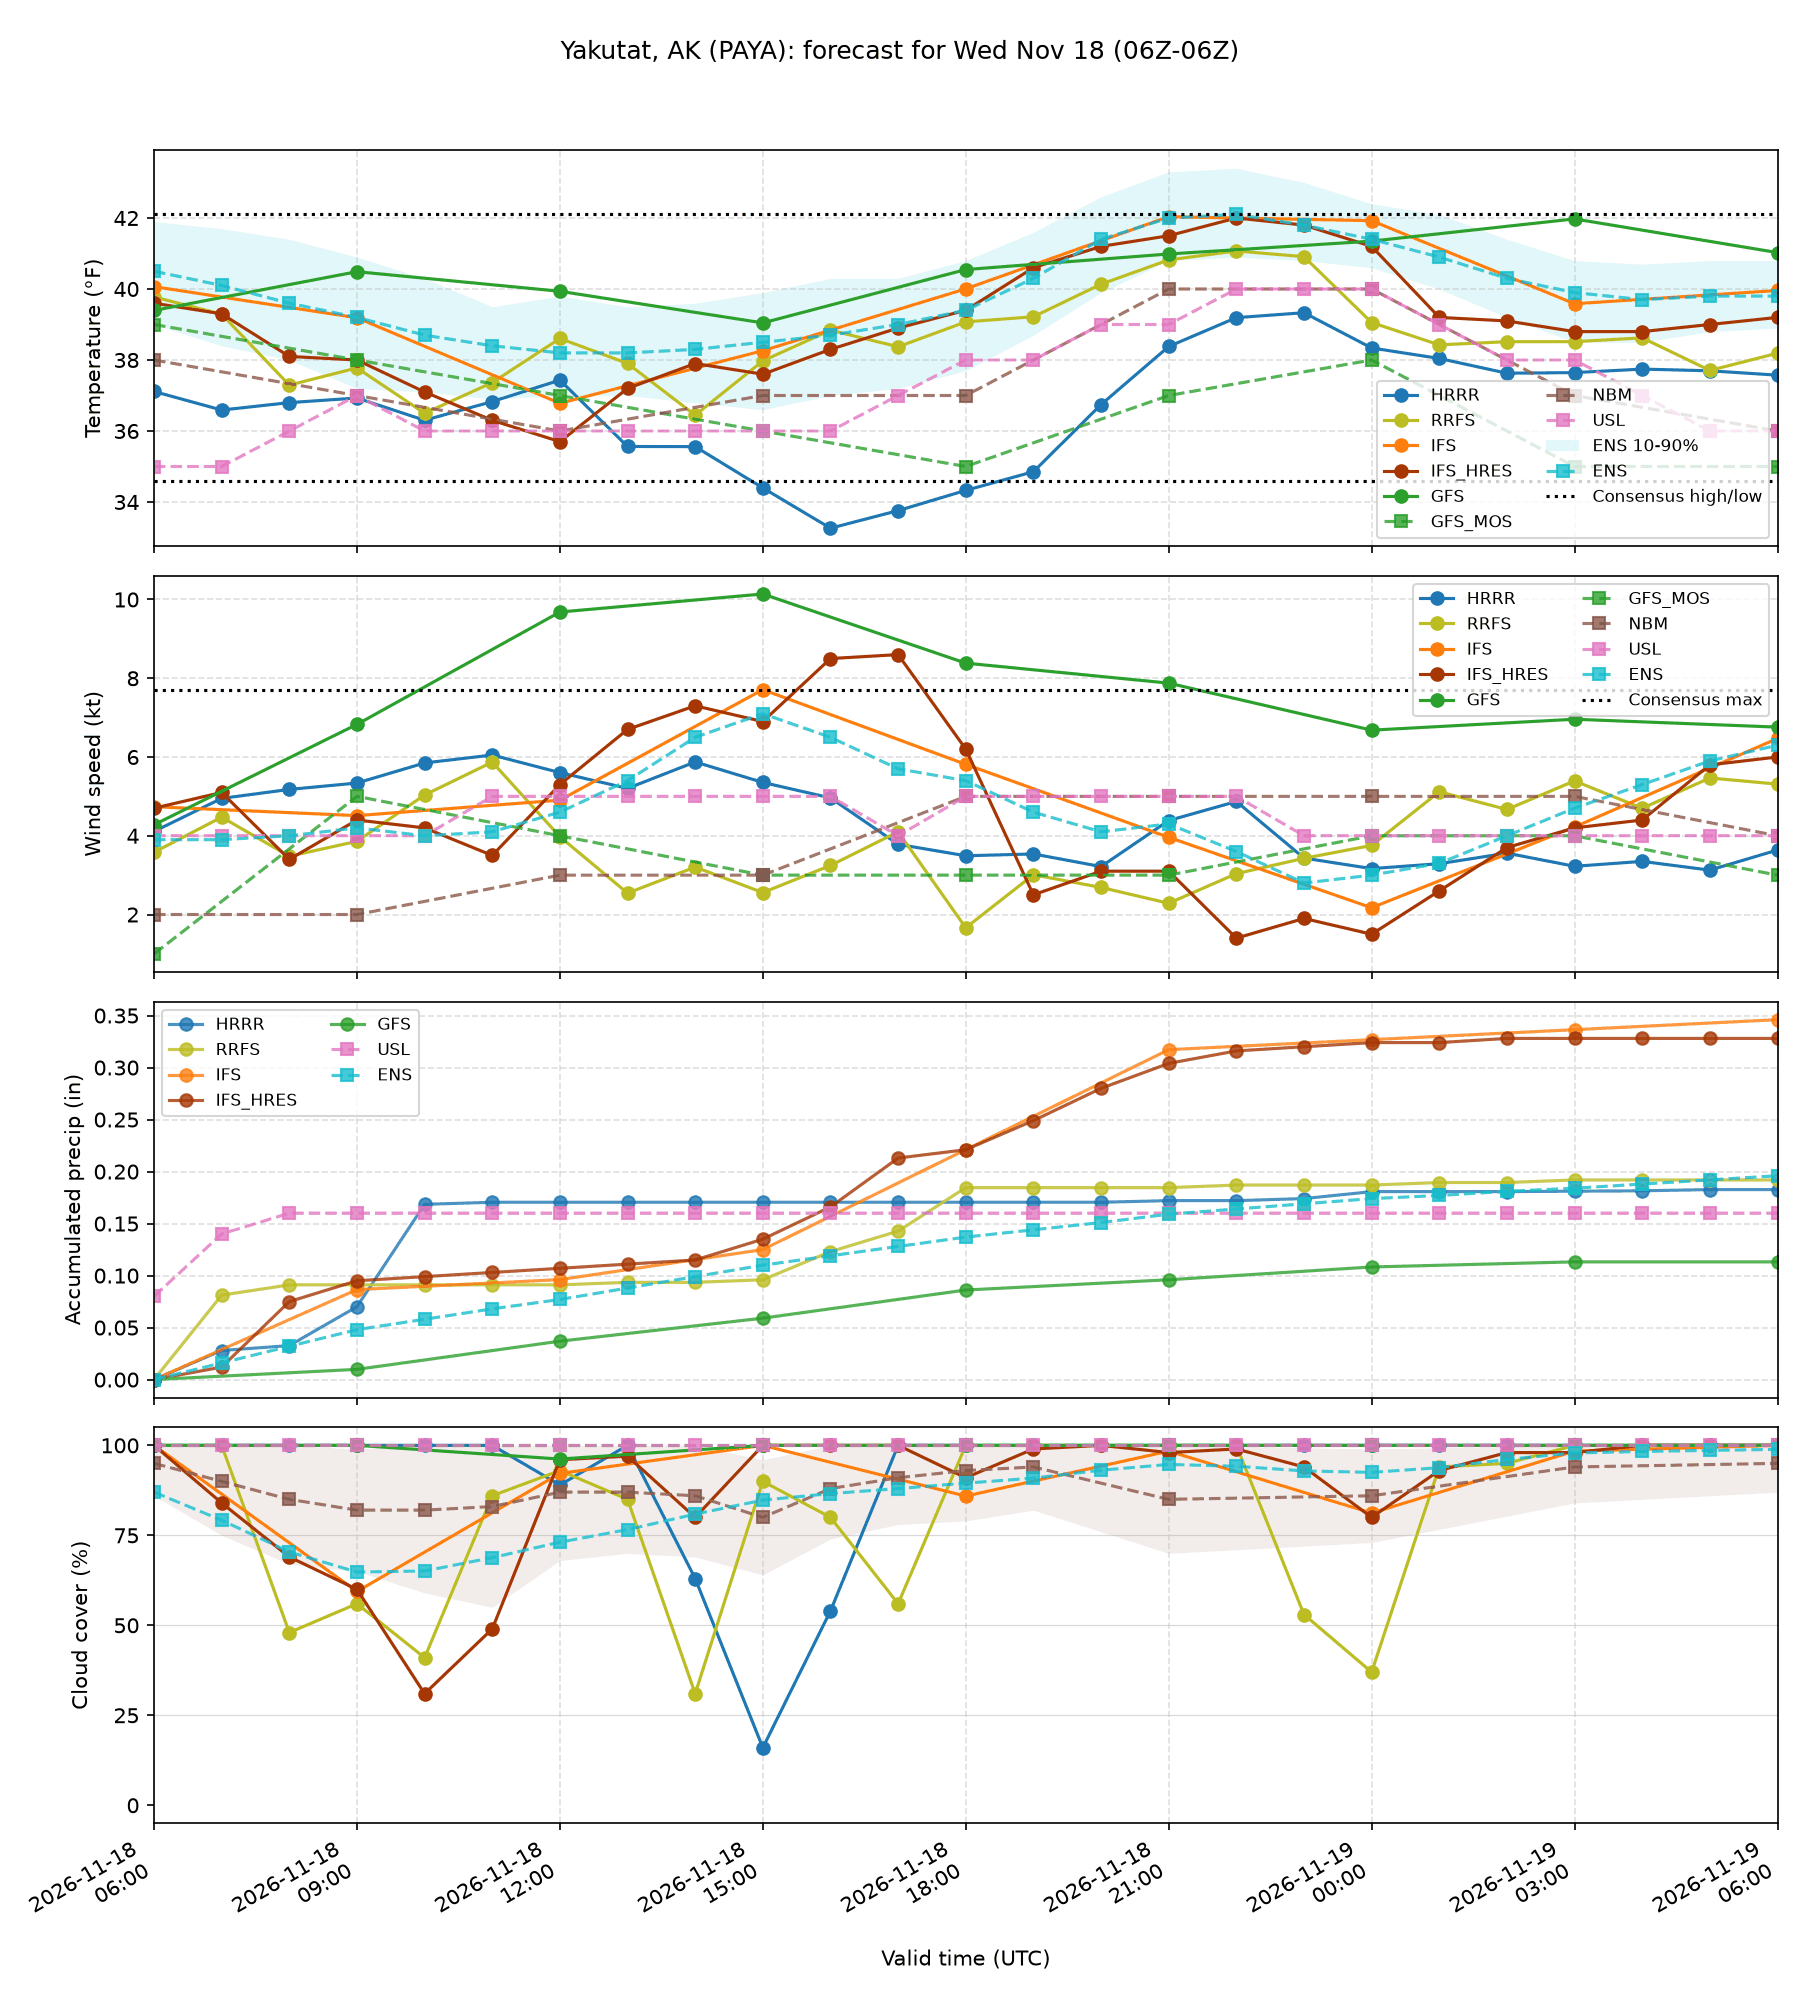 Yakutat, AK (PAYA): forecast for Wed Nov 18 (06Z-06Z)
Temperature (°F)
42
40
38
36
34
HRRR
RRFS
IFS
IFS_HRES
GFS
GFS_MOS
NBM
USL
ENS 10-90%
ENS
Consensus high/low
Wind speed (kt)
10
8
6
4
2
HRRR
RRFS
IFS
IFS_HRES
GFS
GFS_MOS
NBM
USL
ENS
Consensus max
Accumulated precip (in)
0.35
0.30
0.25
0.20
0.15
0.10
0.05
0.00
HRRR
RRFS
IFS
IFS_HRES
GFS
USL
ENS
Cloud cover (%)
100
75
50
25
0
2026-11-18
06:00
2026-11-18
09:00
2026-11-18
12:00
2026-11-18
15:00
2026-11-18
18:00
2026-11-18
21:00
2026-11-19
00:00
2026-11-19
03:00
2026-11-19
06:00
Valid time (UTC)